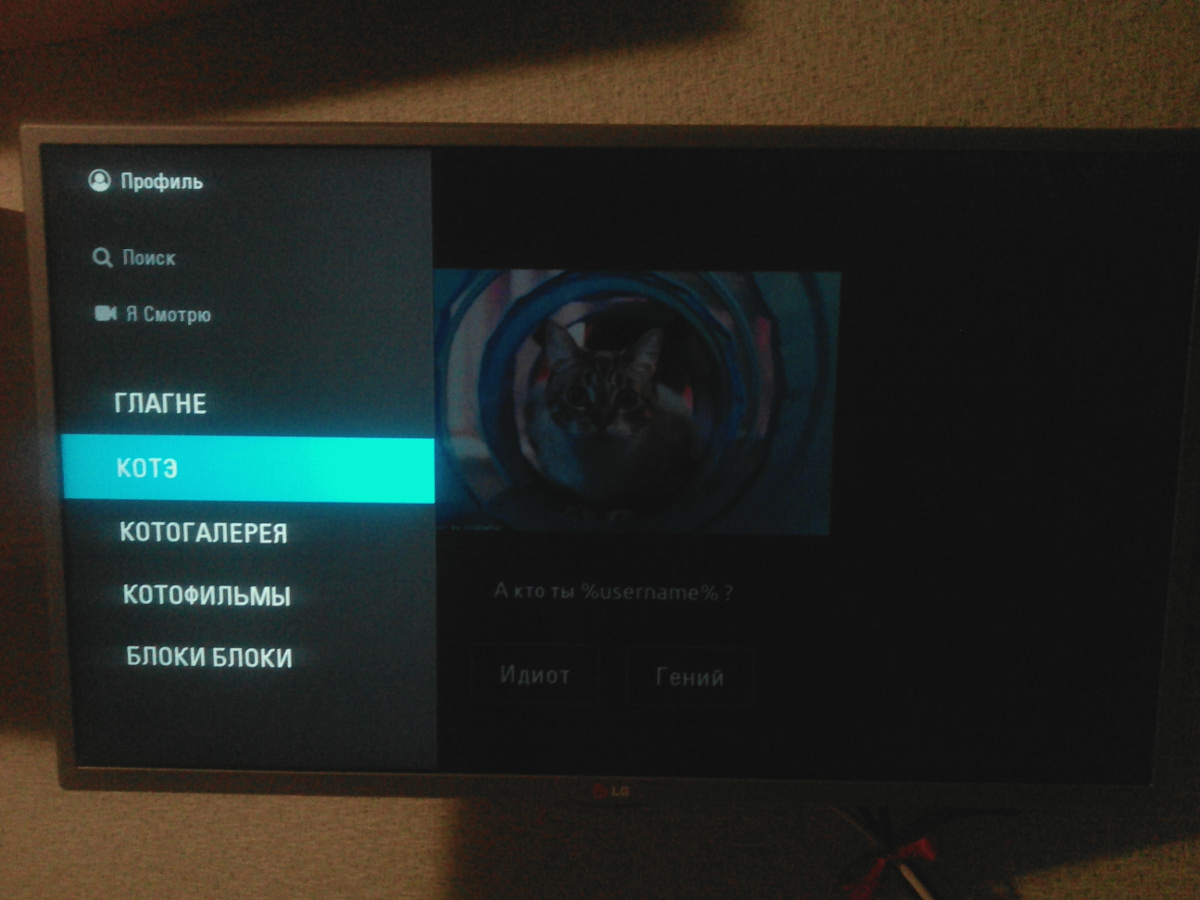 Профиль
Поиск
Я Смотрю
ГЛАГНЕ
КОТЭ
КОТОГАЛЕРЕЯ
КОТОФИЛЬМЫ
БЛОКИ БЛОКИ
А кто ты %username% ?
Идиот
Гений
LG